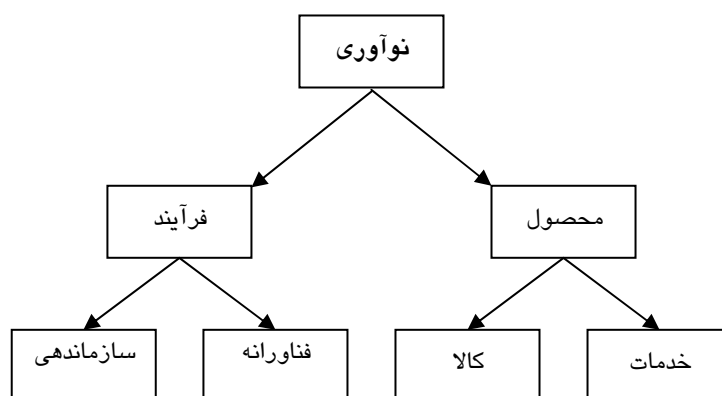 نوآوری
محصول
فرآیند
خدمات
کالا
فناورانه
سازماندهی